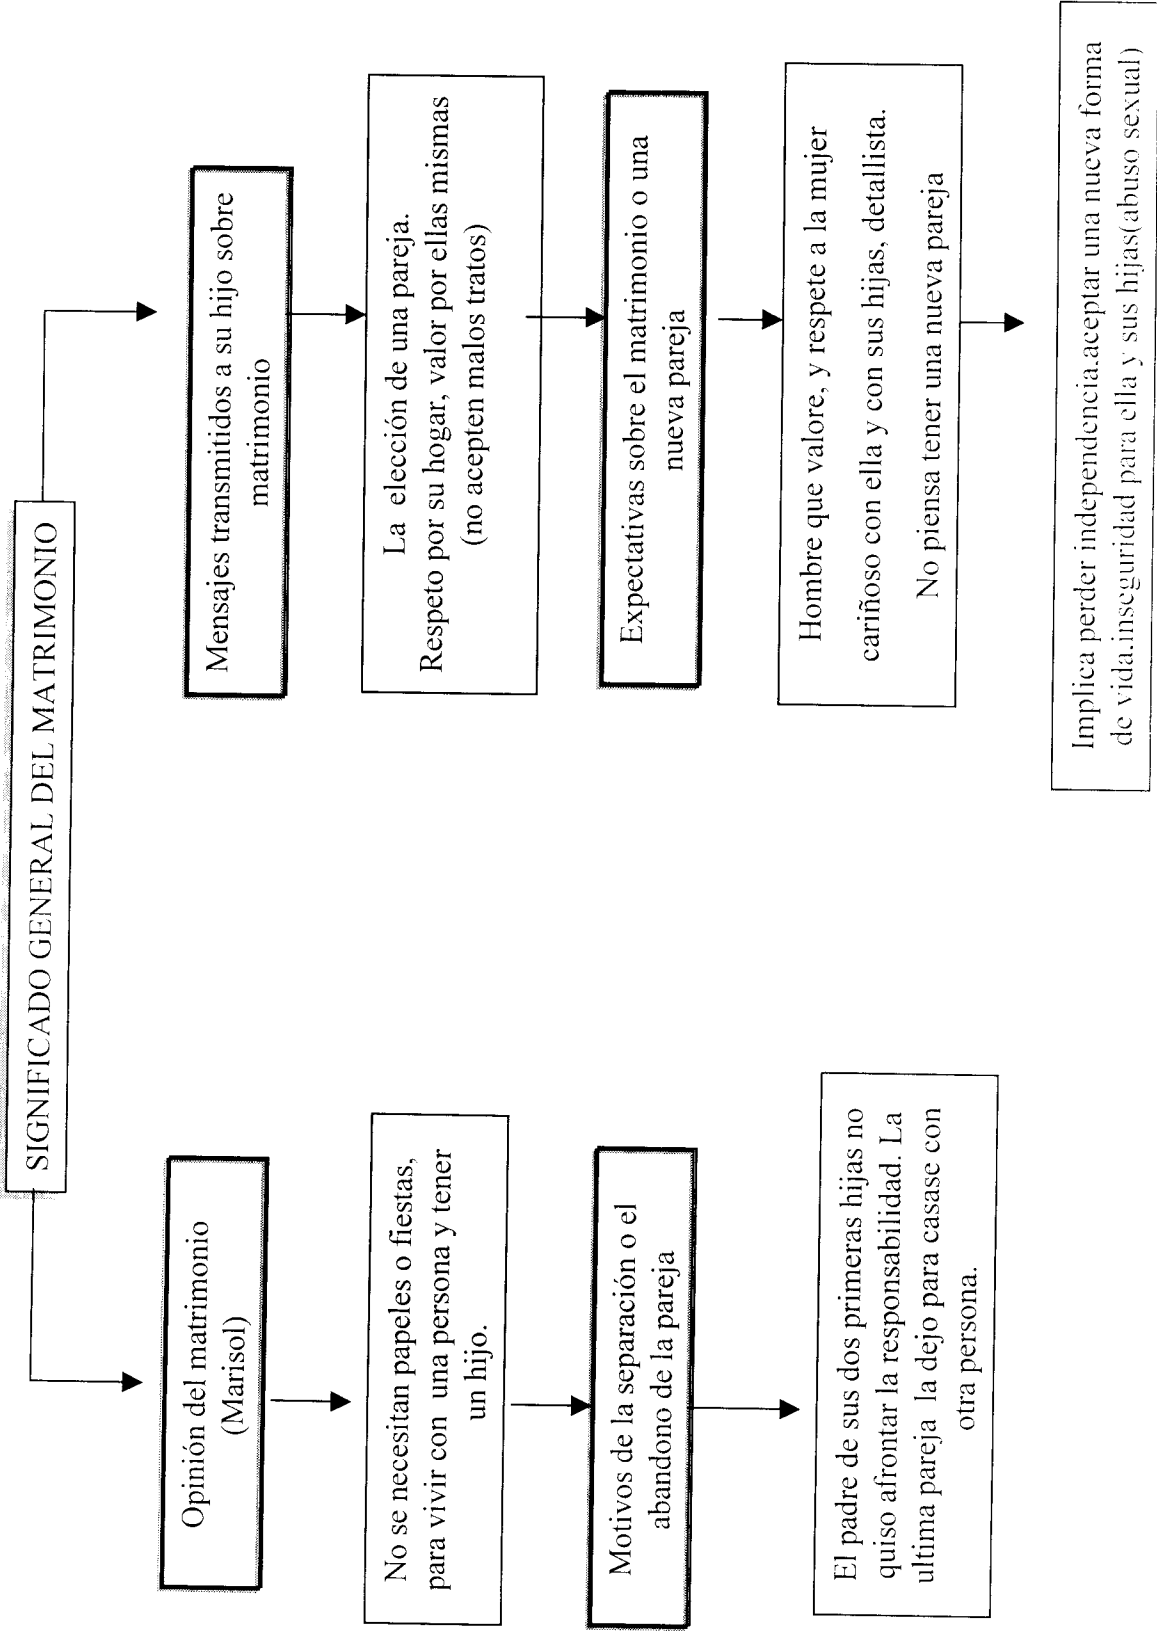 SIGNIFICADO GENERAL DEL MATRIMONIO
Opinión del matrimonio
(Marisol)
No se necesitan papeles o fiestas,
para vivir con una persona y tener
un hijo.
Motivos de la separación o el
abandono de la pareja
El padre de sus dos primeras hijas no
quiso afrontar la responsabilidad. La
ultima pareja la dejo para casase con
otra persona.
Mensajes transmitidos a su hijo sobre
matrimonio
La elección de una pareja.
Respeto por su hogar, valor por ellas mismas
(no acepten malos tratos)
Expectativas sobre el matrimonio o una
nueva pareja
Hombre que valore, y respete a la mujer
cariñoso con ella y con sus hijas, detallista.
No piensa tener una nueva pareja
Implica perder independencia.aceptar una nueva forma
de vida.inseguridad para ella y sus hijas(abuso sexual)